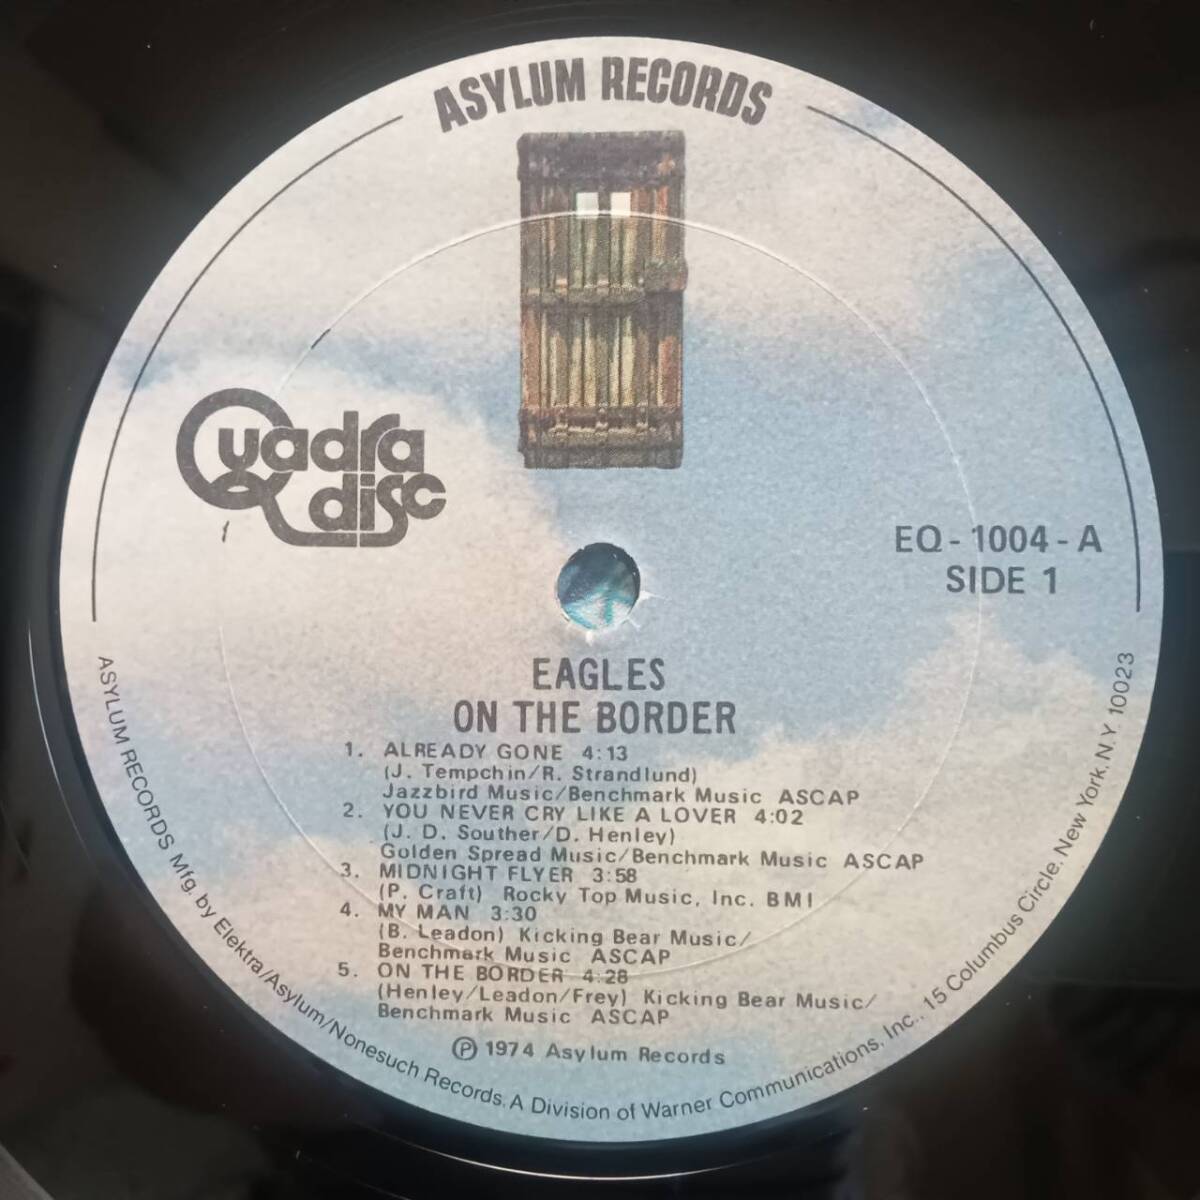 ASYLUM RECORDS
Quadra
disc
EQ - 1004 - A
SIDE 1
EAGLES
ON THE BORDER
1. ALREADY GONE 4:13
(J. Tempchin/R. Strandlund)
Jazzbird Music/Benchmark Music ASCAP
2. YOU NEVER CRY LIKE A LOVER 4:02
(J. D. Souther/D. Henley)
Golden Spread Music/Benchmark Music ASCAP
3. MIDNIGHT FLYER 3:58
(P. Craft) Rocky Top Music, Inc. BMI
4. MY MAN 3:30
(B. Leadon) Kicking Bear Music/
Benchmark Music ASCAP
5. ON THE BORDER 4:28
(Henley/Leadon/Frey) Kicking Bear Music/
Benchmark Music ASCAP
Ⓟ 1974 Asylum Records
ASYLUM RECORDS Mfg. by Elektra/Asylum/Nonesuch Records. A Division of Warner Communications, Inc., 15 Columbus Circle, New York, N.Y. 10023